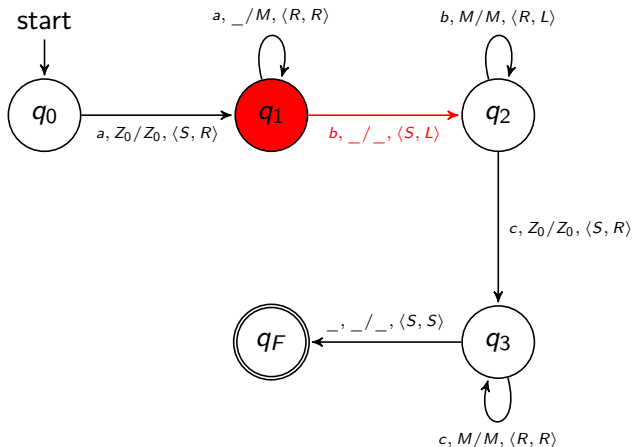 start
a, _/M, ⟨R, R⟩
b, M/M, ⟨R, L⟩
q0
q1
q2
a, Z0/Z0, ⟨S, R⟩
b, _/_, ⟨S, L⟩
c, Z0/Z0, ⟨S, R⟩
_, _/_, ⟨S, S⟩
qF
q3
c, M/M, ⟨R, R⟩